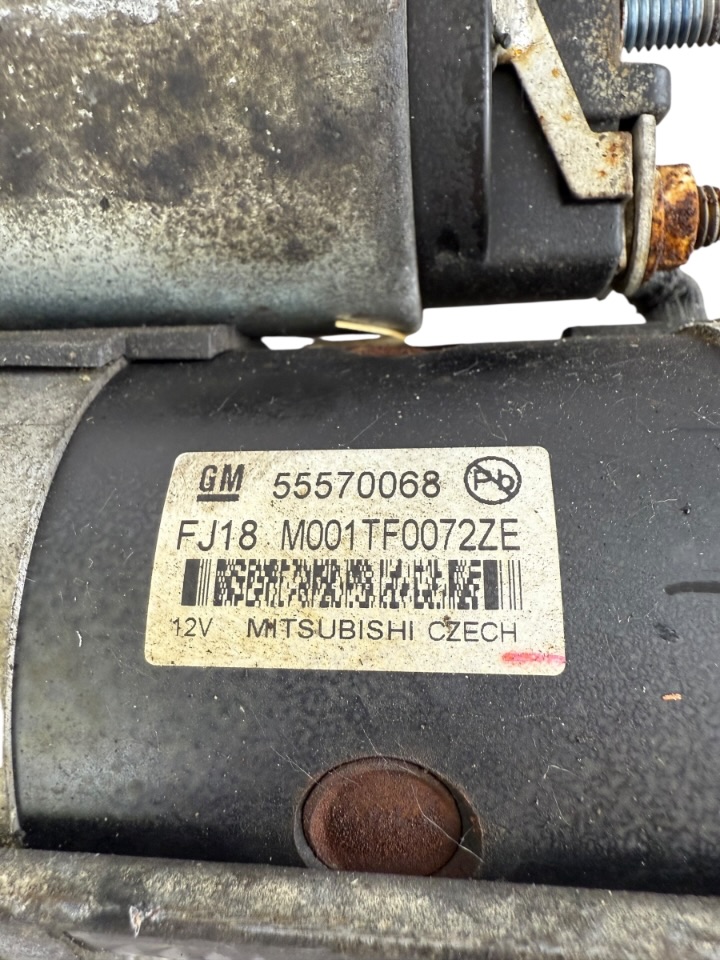 GM 55570068 Pb
FJ18 M001TF0072ZE
12V MITSUBISHI CZECH